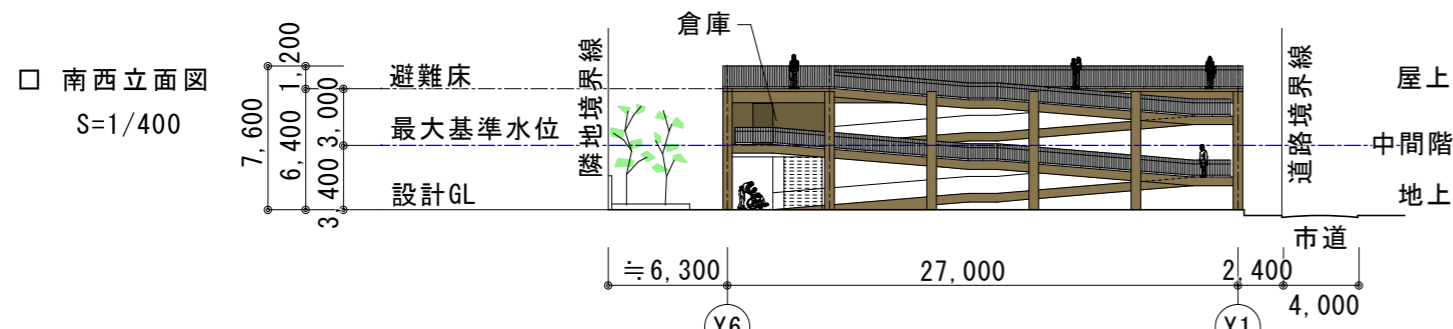 □ 南西立面図
S=1/400
7,600
6,400
1,200
3,000
3,400
避難床
最大基準水位
設計GL
隣地境界線
倉庫
道路境界線
屋上
中間階
地上
市道
≒6,300
27,000
2,400
4,000
Y1